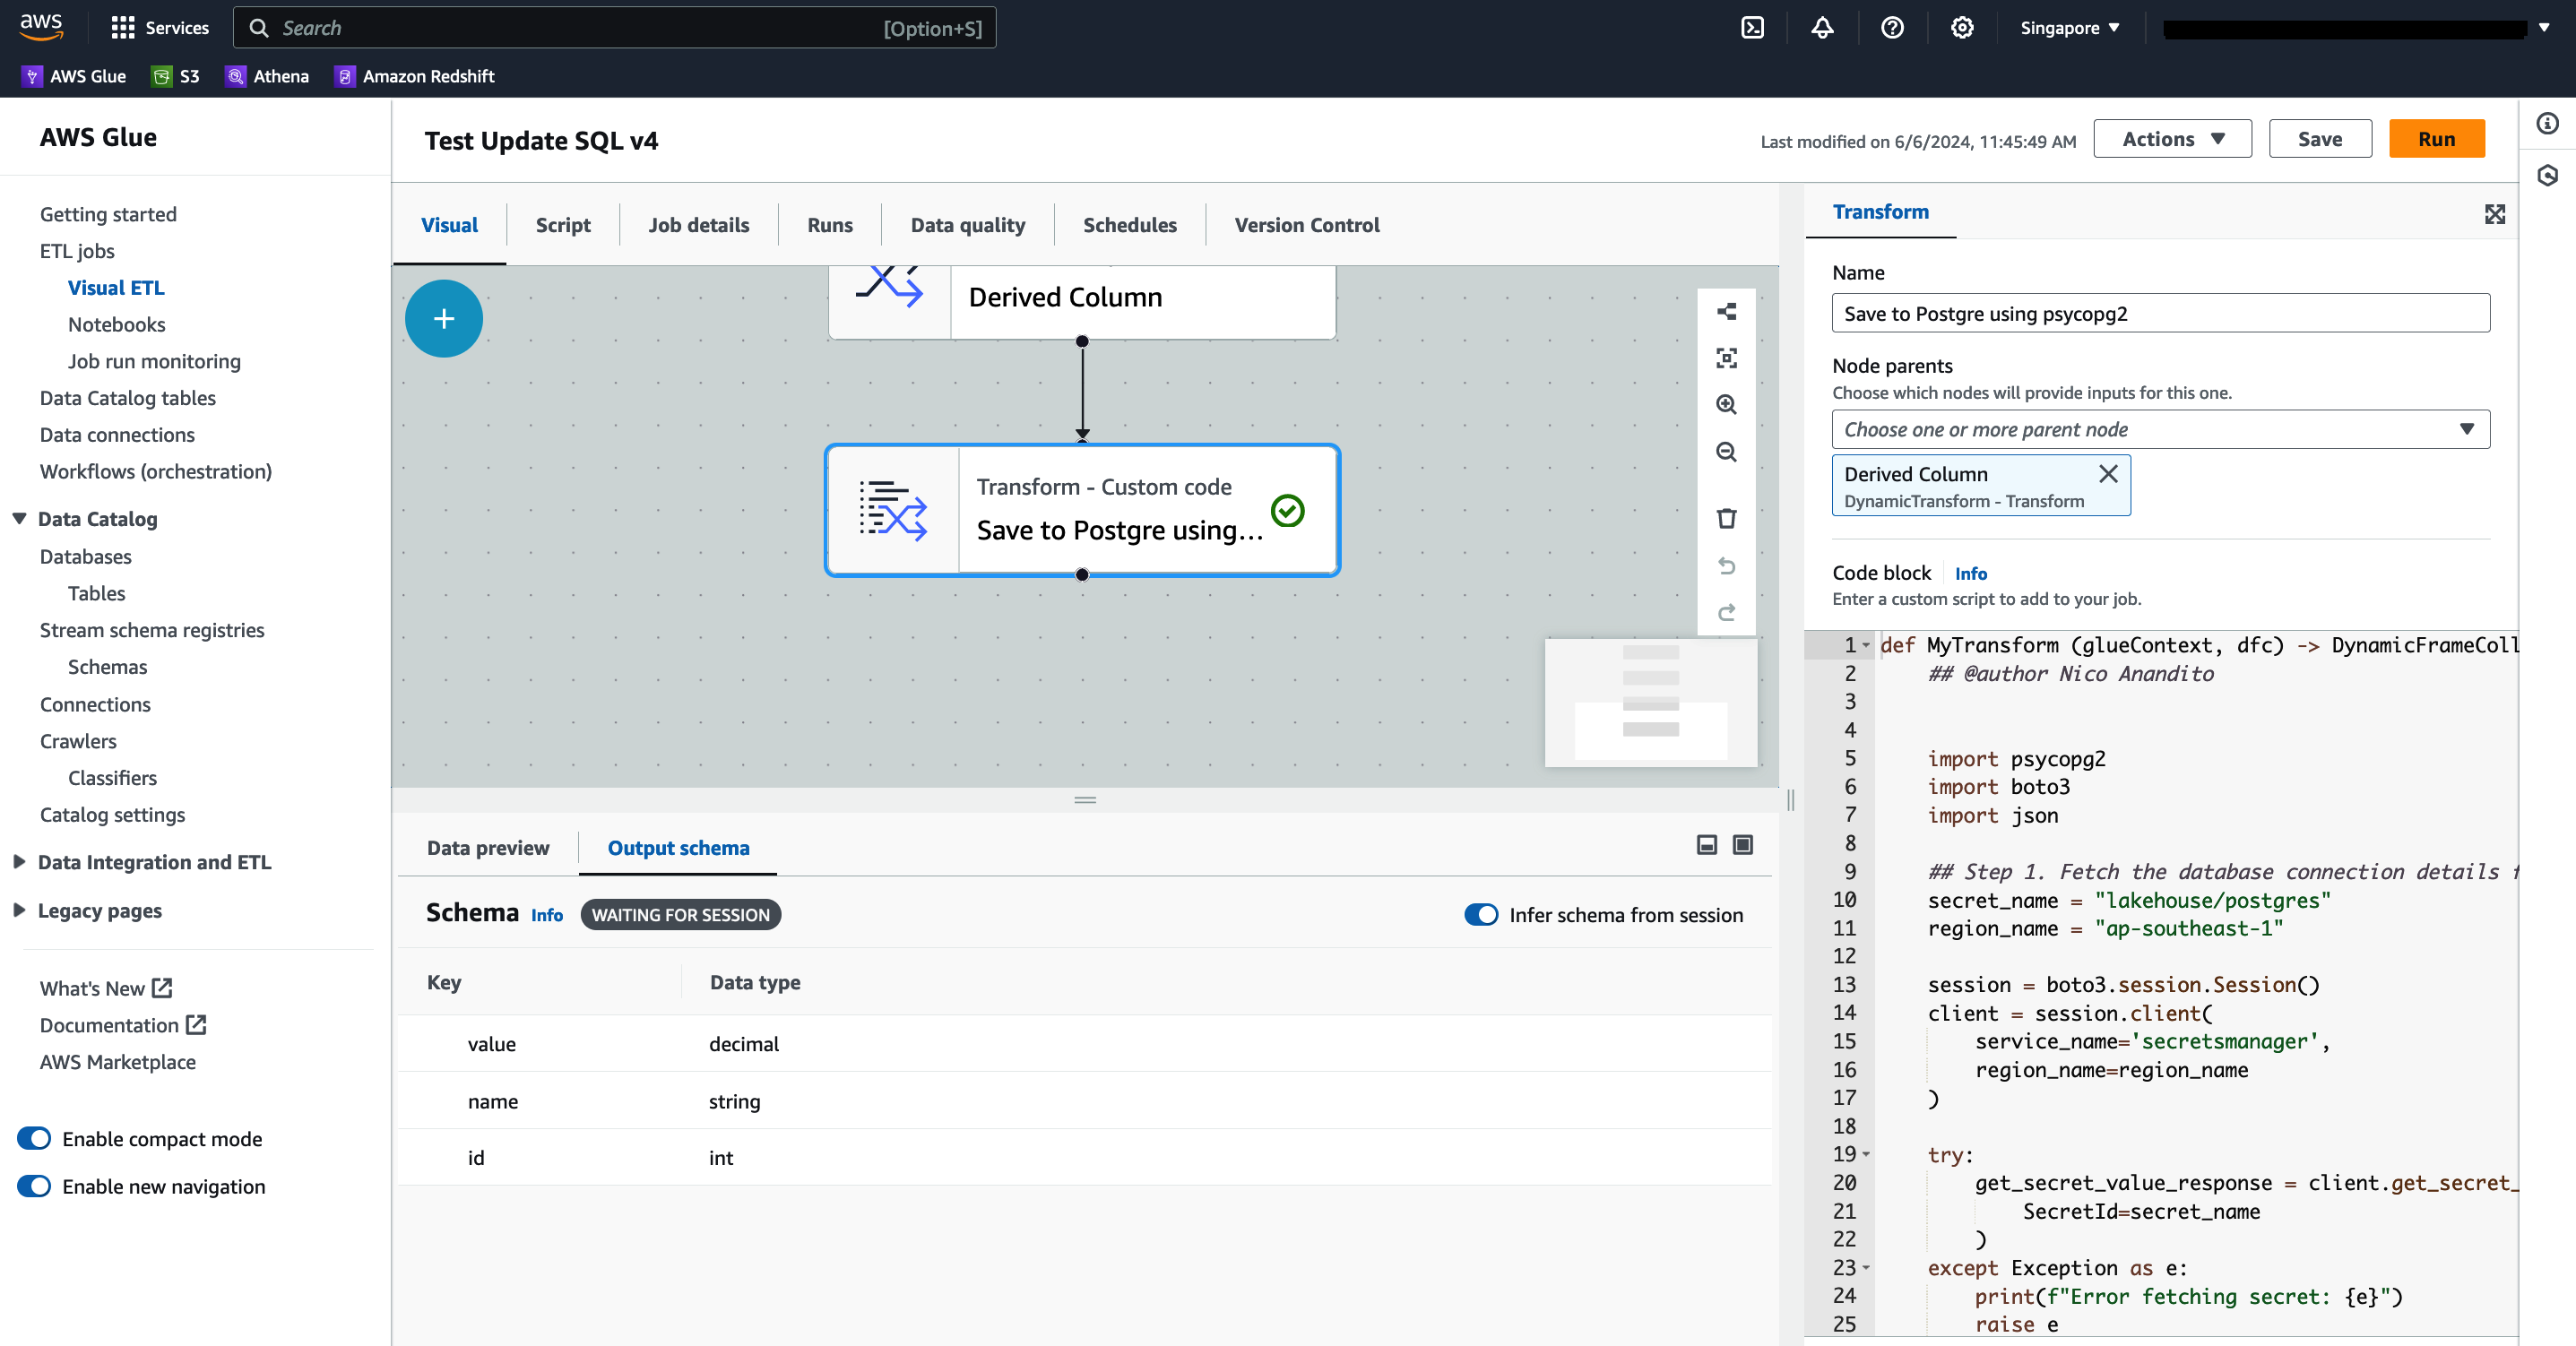 aws
Services
Search
[Option+S]
Singapore
AWS Glue
S3
Athena
Amazon Redshift
AWS Glue
Getting started
ETL jobs
Visual ETL
Notebooks
Job run monitoring
Data Catalog tables
Data connections
Workflows (orchestration)
Data Catalog
Databases
Tables
Stream schema registries
Schemas
Connections
Crawlers
Classifiers
Catalog settings
Data Integration and ETL
Legacy pages
What's New
Documentation
AWS Marketplace
Enable compact mode
Enable new navigation
Test Update SQL v4
Last modified on 6/6/2024, 11:45:49 AM
Actions
Save
Run
Visual
Script
Job details
Runs
Data quality
Schedules
Version Control
Derived Column
Transform - Custom code
Save to Postgre using...
Data preview
Output schema
Schema
Info
WAITING FOR SESSION
Infer schema from session
Key
Data type
value
decimal
name
string
id
int
Transform
Name
Save to Postgre using psycopg2
Node parents
Choose which nodes will provide inputs for this one.
Choose one or more parent node
Derived Column
DynamicTransform - Transform
Code block
Info
Enter a custom script to add to your job.
1 def MyTransform (glueContext, dfc) -> DynamicFrameColl
2 ## @author Nico Anandito
3
4
5 import psycopg2
6 import boto3
7 import json
8
9 ## Step 1. Fetch the database connection details f
10 secret_name = "lakehouse/postgres"
11 region_name = "ap-southeast-1"
12
13 session = boto3.session.Session()
14 client = session.client(
15 service_name='secretsmanager',
16 region_name=region_name
17 )
18
19 try:
20 get_secret_value_response = client.get_secret_
21 SecretId=secret_name
22 )
23 except Exception as e:
24 print(f"Error fetching secret: {e}")
25 raise e